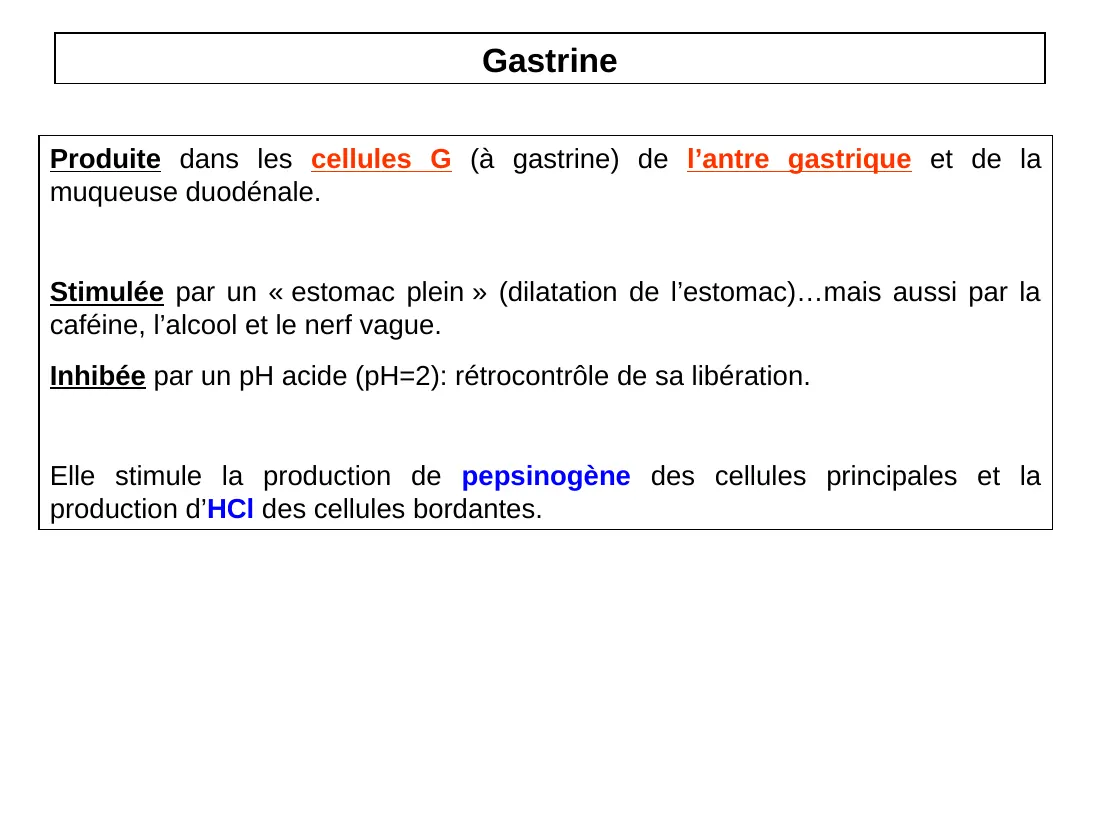 Gastrine
Produite dans les cellules G (à gastrine) de l’antre gastrique et de la
muqueuse duodénale.
Stimulée par un « estomac plein » (dilatation de l’estomac)…mais aussi par la
caféine, l’alcool et le nerf vague.
Inhibée par un pH acide (pH=2): rétrocontrôle de sa libération.
Elle stimule la production de pepsinogène des cellules principales et la
production d’HCl des cellules bordantes.